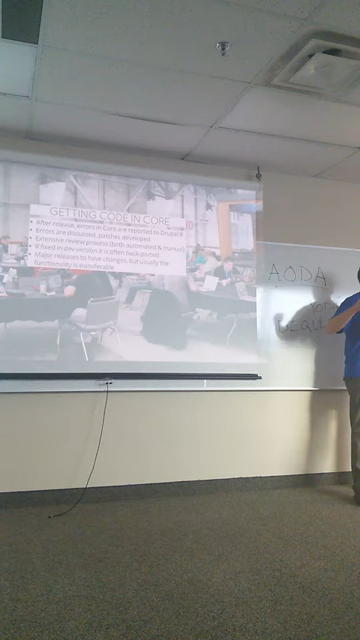 GETTING CODE IN CORE
• After release, errors in Core are reported to Drupal.o
• Errors are discussed, patches developed
• Extensive review process (both automated & manual)
• If fixed in dev version it is often back-ported
• Major releases to have changes, but usually the
functionality is transferable
AODA